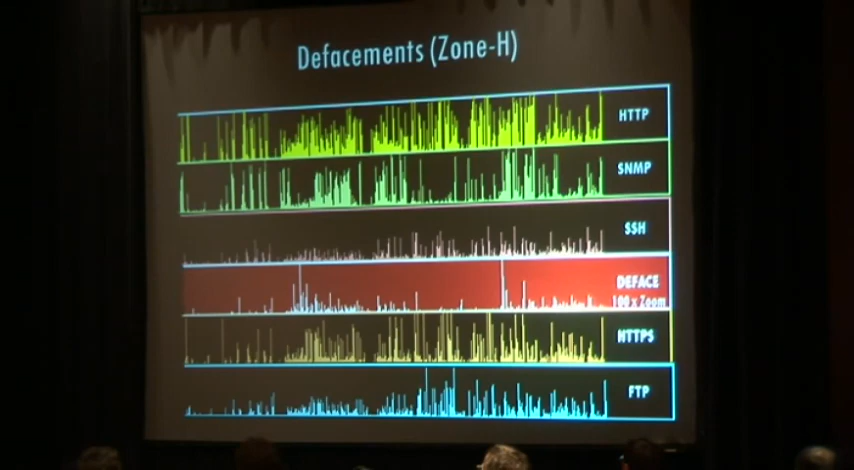 Defacements (Zone-H)
HTTP
SNMP
SSH
DEFACE
100 x Zoom
HTTPS
FTP